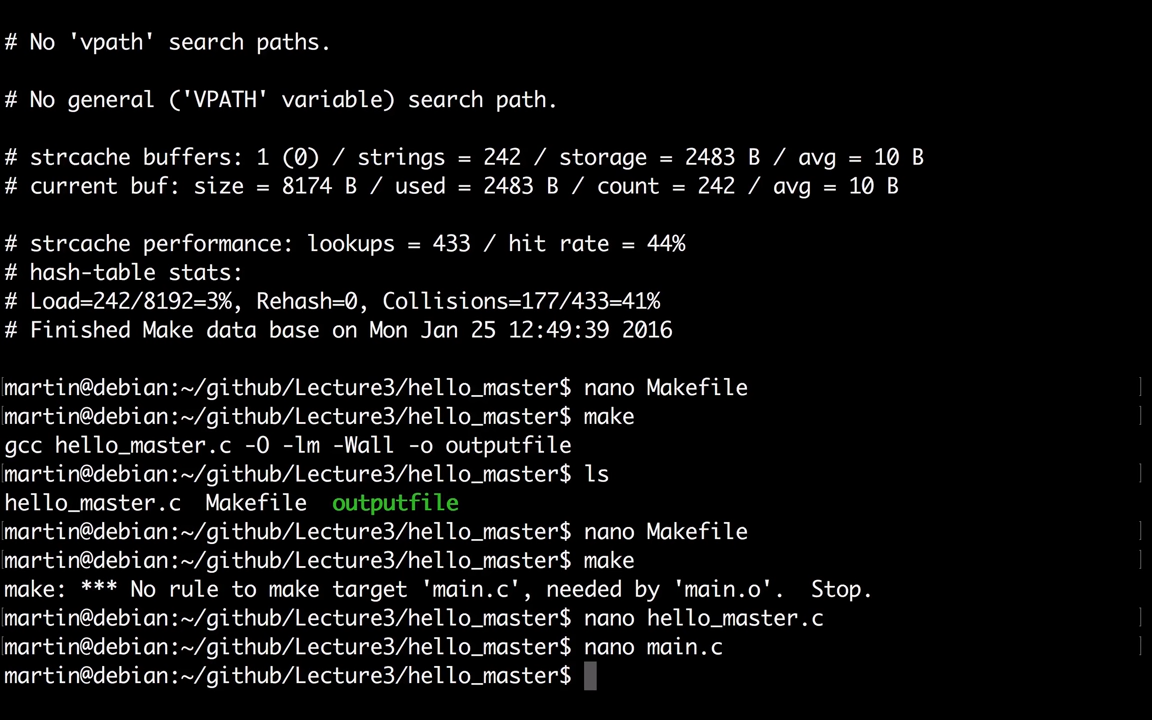 # No 'vpath' search paths.
# No general ('VPATH' variable) search path.
# strcache buffers: 1 (0) / strings = 242 / storage = 2483 B / avg = 10 B
# current buf: size = 8174 B / used = 2483 B / count = 242 / avg = 10 B
# strcache performance: lookups = 433 / hit rate = 44%
# hash-table stats:
# Load=242/8192=3%, Rehash=0, Collisions=177/433=41%
# Finished Make data base on Mon Jan 25 12:49:39 2016
[martin@debian:~/github/Lecture3/hello_master$ nano Makefile ]
[martin@debian:~/github/Lecture3/hello_master$ make ]
gcc hello_master.c -O -lm -Wall -o outputfile
[martin@debian:~/github/Lecture3/hello_master$ ls ]
hello_master.c  Makefile  outputfile
[martin@debian:~/github/Lecture3/hello_master$ nano Makefile ]
[martin@debian:~/github/Lecture3/hello_master$ make ]
make: *** No rule to make target 'main.c', needed by 'main.o'.  Stop.
[martin@debian:~/github/Lecture3/hello_master$ nano hello_master.c ]
[martin@debian:~/github/Lecture3/hello_master$ nano main.c ]
martin@debian:~/github/Lecture3/hello_master$